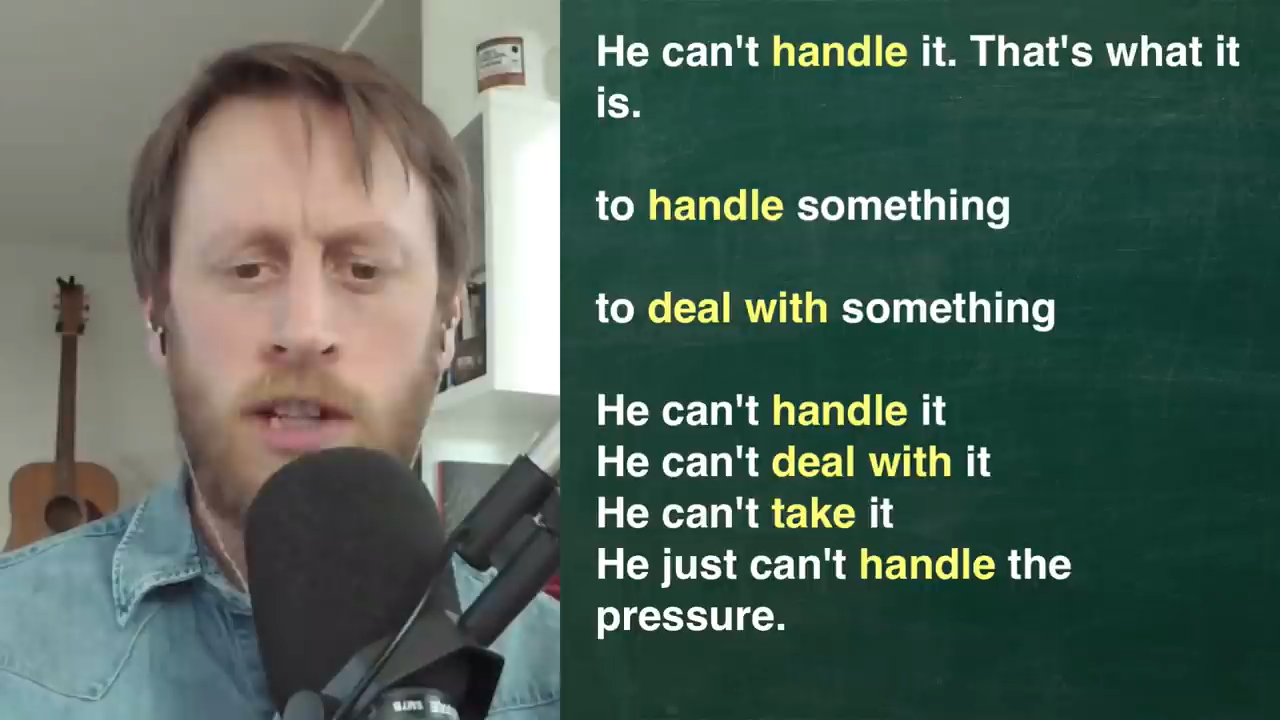 He can't handle it. That's what it
is.
to handle something
to deal with something
He can't handle it
He can't deal with it
He can't take it
He just can't handle the
pressure.